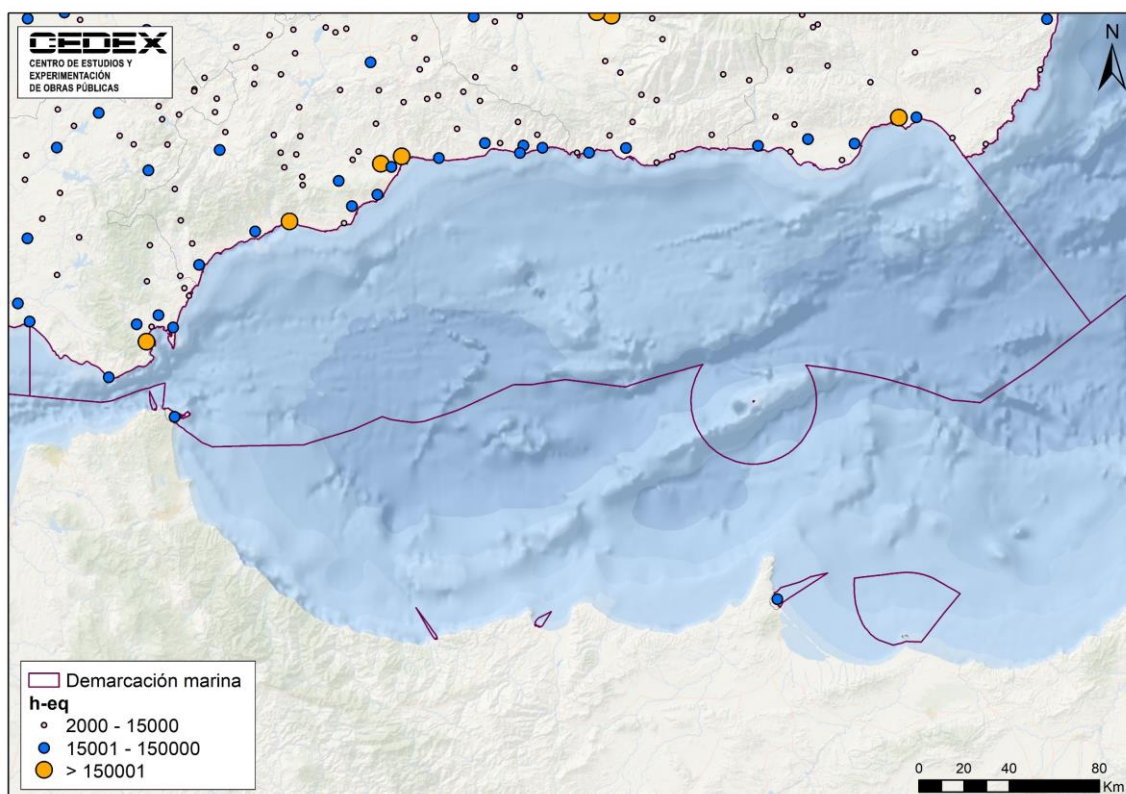 CEDEX
CENTRO DE ESTUDIOS Y
EXPERIMENTACIÓN
DE OBRAS PÚBLICAS
N
Demarcación marina
h-eq
2000 - 15000
15001 - 150000
> 150001
0 20 40 80
Km